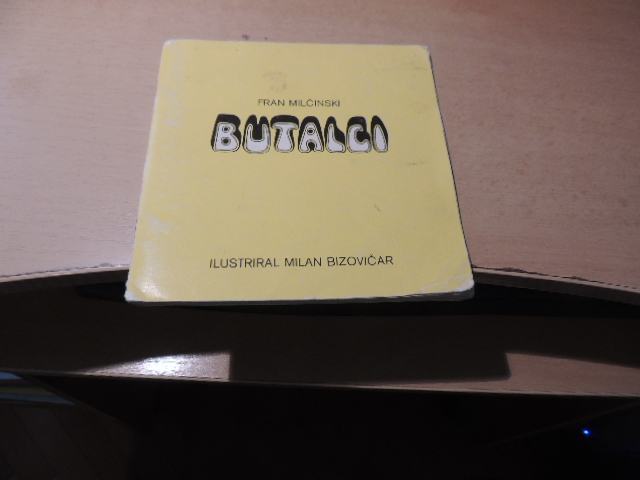 FRAN MILČINSKI
BUTALCI
ILUSTRIRAL MILAN BIZOVIČAR